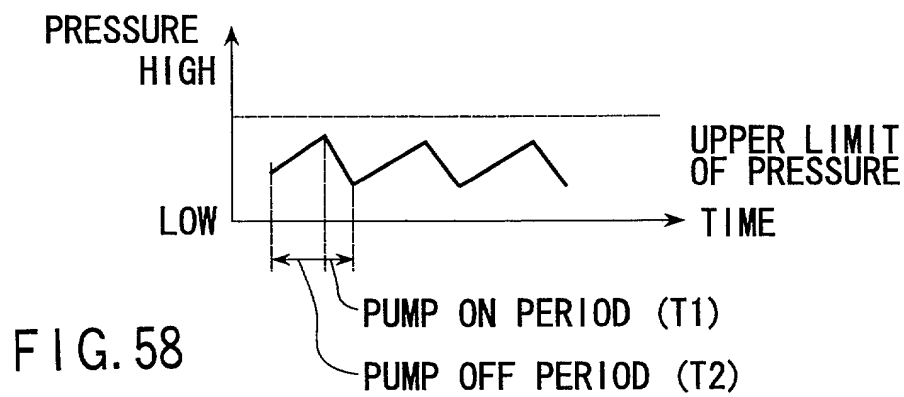 PRESSURE
HIGH
UPPER LIMIT
OF PRESSURE
LOW
TIME
PUMP ON PERIOD (T1)
PUMP OFF PERIOD (T2)
FIG. 58